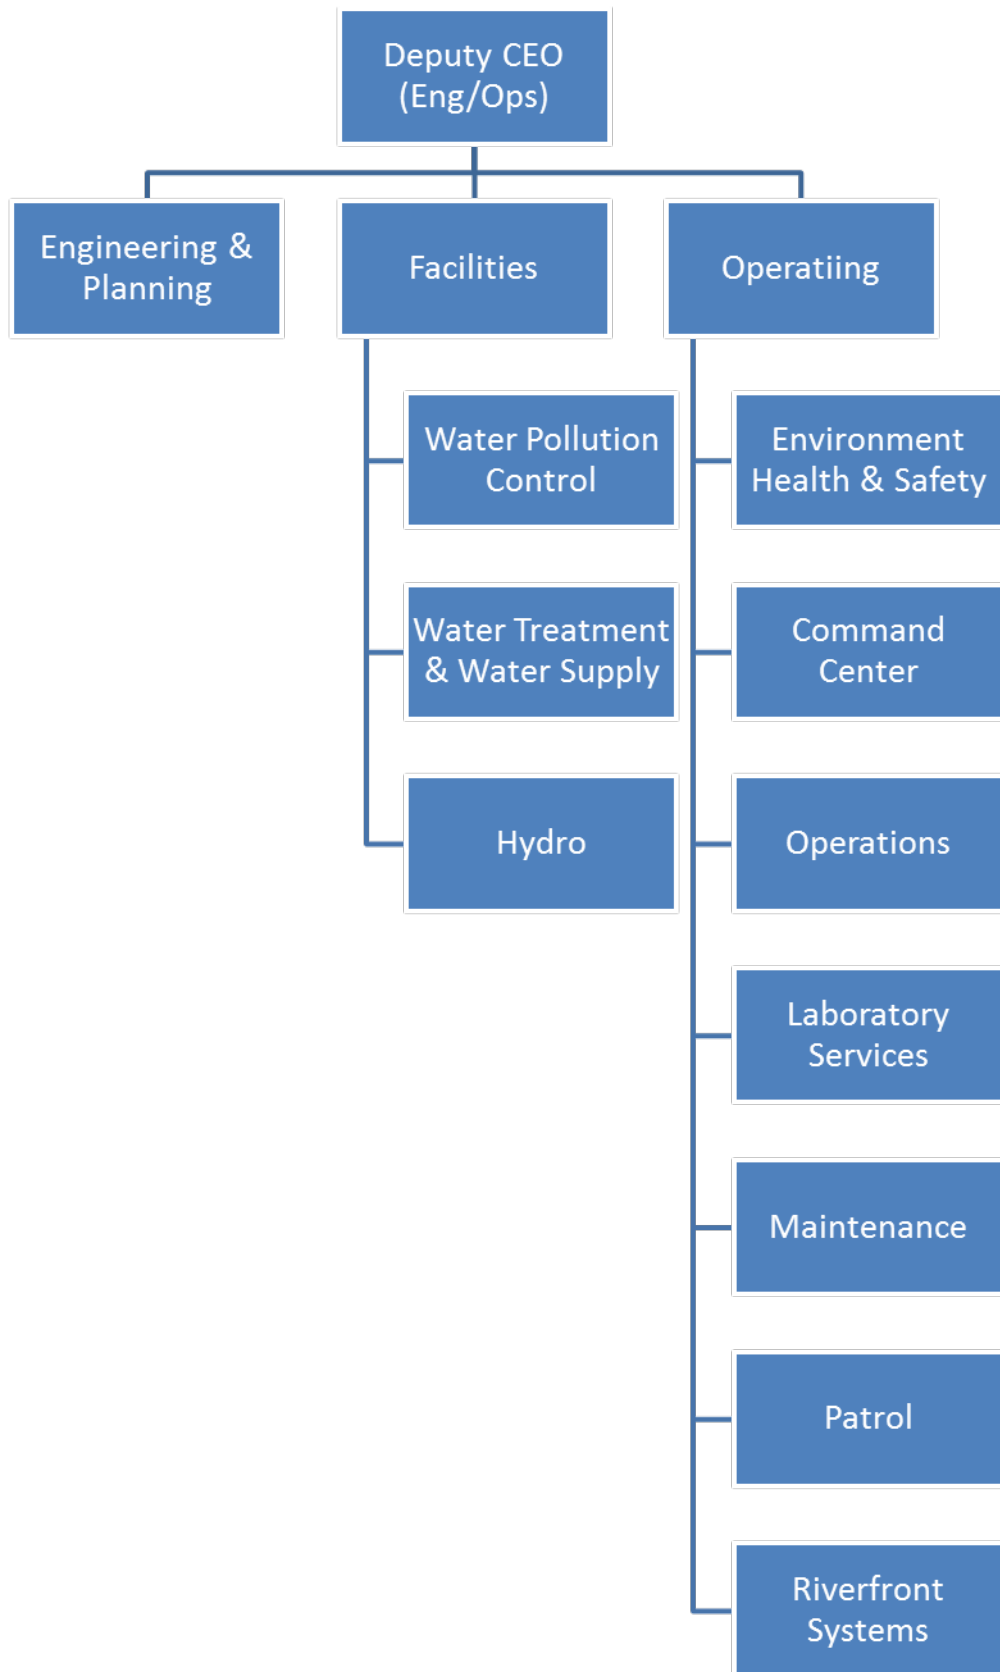 Deputy CEO
(Eng/Ops)
Engineering &
Planning
Facilities
Operatiing
Water Pollution
Control
Environment
Health & Safety
Water Treatment
& Water Supply
Command
Center
Hydro
Operations
Laboratory
Services
Maintenance
Patrol
Riverfront
Systems